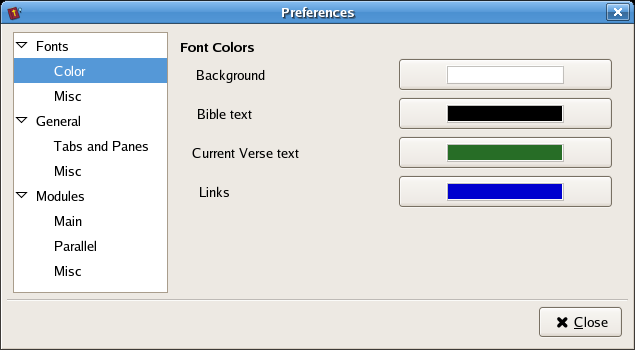 Preferences
Fonts
Color
Misc
General
Tabs and Panes
Misc
Modules
Main
Parallel
Misc
Font Colors
Background
Bible text
Current Verse text
Links
Close